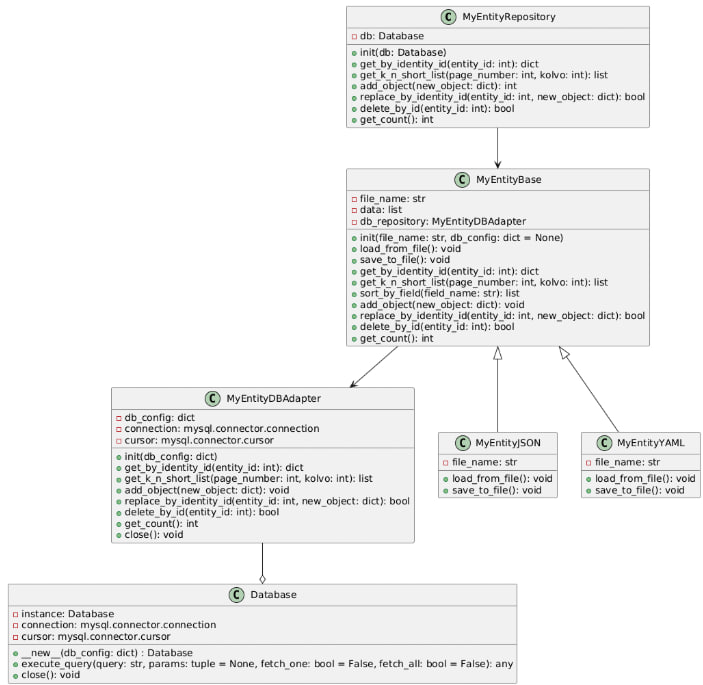 C MyEntityRepository
db: Database
init(db: Database)
get_by_identity_id(entity_id: int): dict
get_k_n_short_list(page_number: int, kolvo: int): list
add_object(new_object: dict): int
replace_by_identity_id(entity_id: int, new_object: dict): bool
delete_by_id(entity_id: int): bool
get_count(): int
C MyEntityBase
file_name: str
data: list
db_repository: MyEntityDBAdapter
init(file_name: str, db_config: dict = None)
load_from_file(): void
save_to_file(): void
get_by_identity_id(entity_id: int): dict
get_k_n_short_list(page_number: int, kolvo: int): list
sort_by_field(field_name: str): list
add_object(new_object: dict): void
replace_by_identity_id(entity_id: int, new_object: dict): bool
delete_by_id(entity_id: int): bool
get_count(): int
C MyEntityDBAdapter
db_config: dict
connection: mysql.connector.connection
cursor: mysql.connector.cursor
init(db_config: dict)
get_by_identity_id(entity_id: int): dict
get_k_n_short_list(page_number: int, kolvo: int): list
add_object(new_object: dict): void
replace_by_identity_id(entity_id: int, new_object: dict): bool
delete_by_id(entity_id: int): bool
get_count(): int
close(): void
C MyEntityJSON
file_name: str
load_from_file(): void
save_to_file(): void
C MyEntityYAML
file_name: str
load_from_file(): void
save_to_file(): void
C Database
instance: Database
connection: mysql.connector.connection
cursor: mysql.connector.cursor
__new__(db_config: dict) : Database
execute_query(query: str, params: tuple = None, fetch_one: bool = False, fetch_all: bool = False): any
close(): void